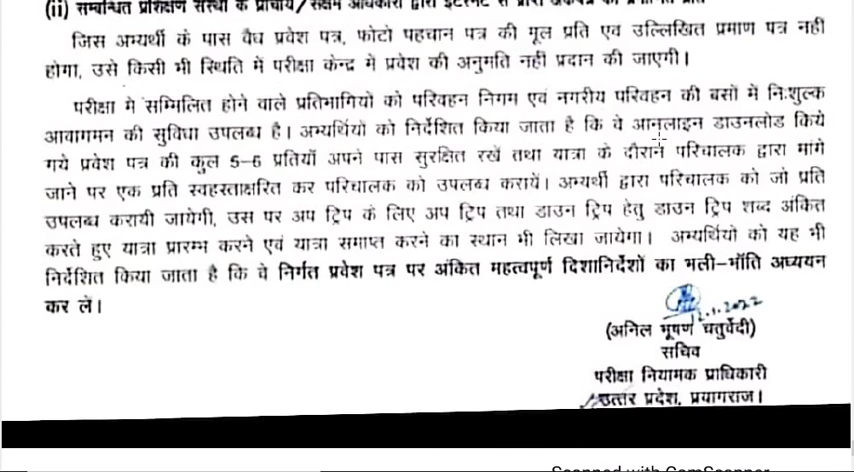 (ii) सम्बन्धित प्रशिक्षण संस्था के प्राचार्य/सक्षम अधिकारी द्वारा इंटरनेट से प्राप्त अंकपत्र की प्रमाणित प्रति
जिस अभ्यर्थी के पास वैध प्रवेश पत्र, फोटो पहचान पत्र की मूल प्रति एवं उल्लिखित प्रमाण पत्र नही
होगा, उसे किसी भी स्थिति में परीक्षा केन्द्र में प्रवेश की अनुमति नही प्रदान की जाएगी।
परीक्षा मे सम्मिलित होने वाले प्रतिभागियों को परिवहन निगम एवं नगरीय परिवहन की बसों में निःशुल्क
आवागमन की सुविधा उपलब्ध है। अभ्यर्थियों को निर्देशित किया जाता है कि वे आनलाइन डाउनलोड किये
गये प्रवेश पत्र की कुल 5-6 प्रतियॉ अपने पास सुरक्षित रखें तथा यात्रा के दौरान परिचालक द्वारा मांगे
जाने पर एक प्रति स्वहस्ताक्षरित कर परिचालक को उपलब्ध करायें। अभ्यर्थी द्वारा परिचालक को जो प्रति
उपलब्ध करायी जायेगी, उस पर अप ट्रिप के लिए अप ट्रिप तथा डाउन ट्रिप हेतु डाउन ट्रिप शब्द अंकित
करते हुए यात्रा प्रारम्भ करने एवं यात्रा समाप्त करने का स्थान भी लिखा जायेगा। अभ्यर्थियों को यह भी
निर्देशित किया जाता है कि वे निर्गत प्रवेश पत्र पर अंकित महत्वपूर्ण दिशानिर्देशों का भली-भॉति अध्ययन
कर लें।
(अनिल भूषण चतुर्वेदी)
सचिव
परीक्षा नियामक प्राधिकारी
उत्तर प्रदेश, प्रयागराज।
Scanned with CamScanner